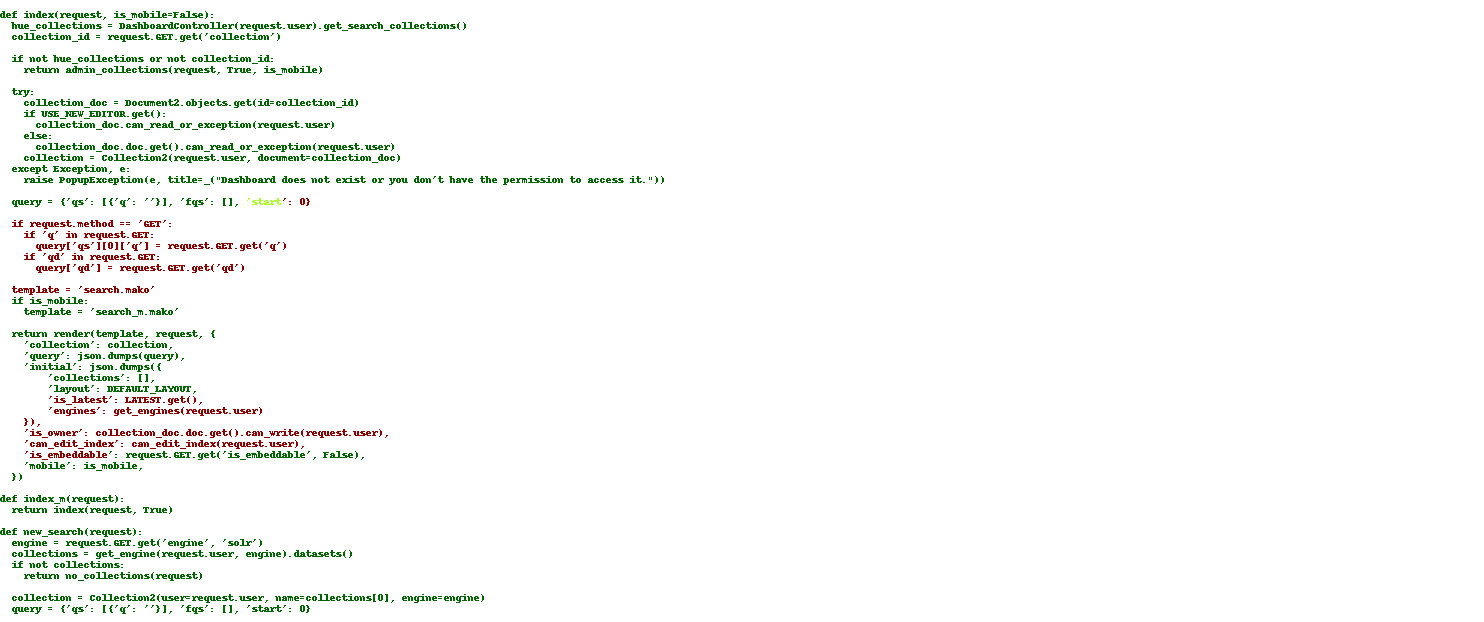 def index(request, is_mobile=False):
  hue_collections = DashboardController(request.user).get_search_collections()
  collection_id = request.GET.get('collection')

  if not hue_collections or not collection_id:
    return admin_collections(request, True, is_mobile)

  try:
    collection_doc = Document2.objects.get(id=collection_id)
    if USE_NEW_EDITOR.get():
      collection_doc.can_read_or_exception(request.user)
    else:
      collection_doc.doc.get().can_read_or_exception(request.user)
    collection = Collection2(request.user, document=collection_doc)
  except Exception, e:
    raise PopupException(e, title=_("Dashboard does not exist or you don't have the permission to access it."))

  query = {'qs': [{'q': ''}], 'fqs': [], 'start': 0}

  if request.method == 'GET':
    if 'q' in request.GET:
      query['qs'][0]['q'] = request.GET.get('q')
    if 'qd' in request.GET:
      query['qd'] = request.GET.get('qd')

  template = 'search.mako'
  if is_mobile:
    template = 'search_m.mako'

  return render(template, request, {
    'collection': collection,
    'query': json.dumps(query),
    'initial': json.dumps({
        'collections': [],
        'layout': DEFAULT_LAYOUT,
        'is_latest': LATEST.get(),
        'engines': get_engines(request.user)
    }),
    'is_owner': collection_doc.doc.get().can_write(request.user),
    'can_edit_index': can_edit_index(request.user),
    'is_embeddable': request.GET.get('is_embeddable', False),
    'mobile': is_mobile,
  })

def index_m(request):
  return index(request, True)

def new_search(request):
  engine = request.GET.get('engine', 'solr')
  collections = get_engine(request.user, engine).datasets()
  if not collections:
    return no_collections(request)

  collection = Collection2(user=request.user, name=collections[0], engine=engine)
  query = {'qs': [{'q': ''}], 'fqs': [], 'start': 0}